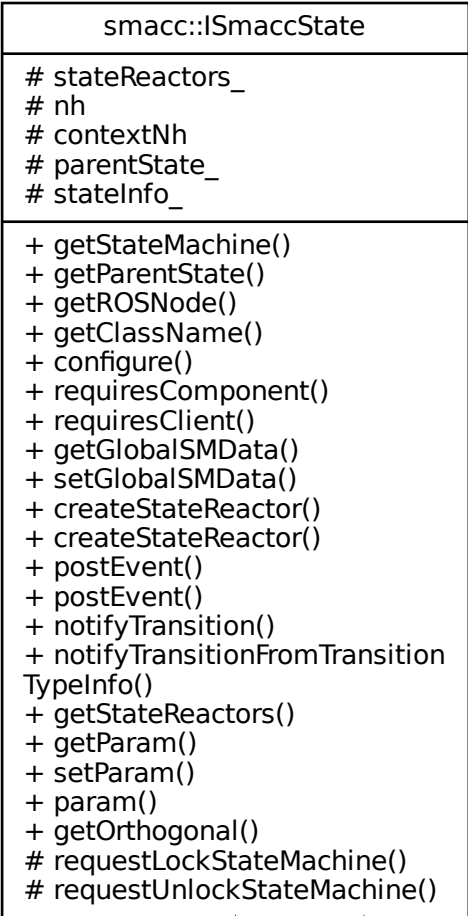 smacc::ISmaccState
# stateReactors_
# nh
# contextNh
# parentState_
# stateInfo_
+ getStateMachine()
+ getParentState()
+ getROSNode()
+ getClassName()
+ configure()
+ requiresComponent()
+ requiresClient()
+ getGlobalSMData()
+ setGlobalSMData()
+ createStateReactor()
+ createStateReactor()
+ postEvent()
+ postEvent()
+ notifyTransition()
+ notifyTransitionFromTransition
TypeInfo()
+ getStateReactors()
+ getParam()
+ setParam()
+ param()
+ getOrthogonal()
# requestLockStateMachine()
# requestUnlockStateMachine()